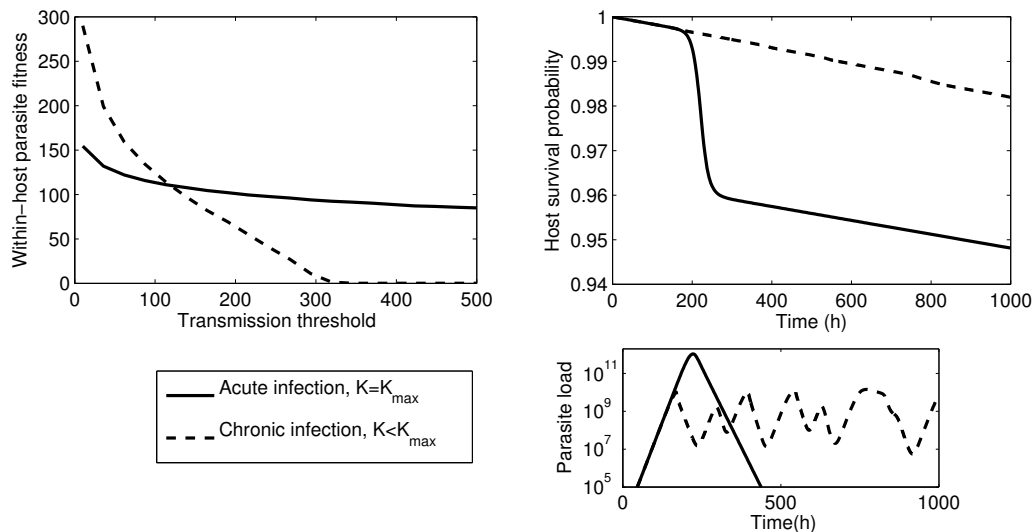 300
250
200
150
100
50
0
0 100 200 300 400 500
Within−host parasite fitness
Transmission threshold
1
0.99
0.98
0.97
0.96
0.95
0.94
0 200 400 600 800 1000
Host survival probability
Time (h)
Acute infection, K=K_max
Chronic infection, K<K_max
10^11
10^9
10^7
10^5
0 500 1000
Parasite load
Time(h)